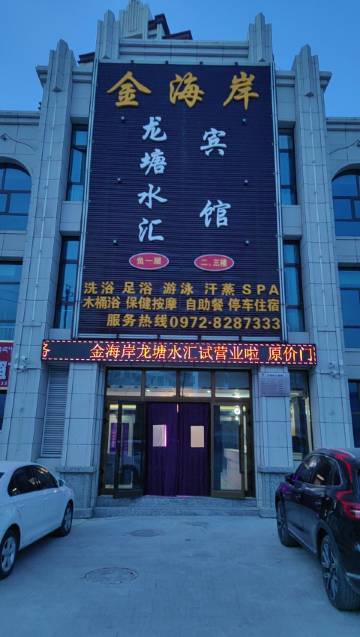 金海岸
龙塘水汇
宾馆
负一层
二、三楼
洗浴 足浴 游泳 汗蒸 SPA
木桶浴 保健按摩 自助餐 停车住宿
服务热线0972-8287333
务 金海岸龙塘水汇试营业啦 原价门